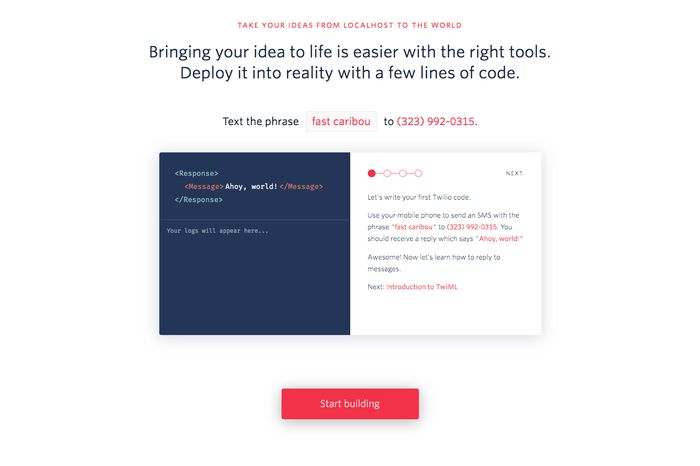 TAKE YOUR IDEAS FROM LOCALHOST TO THE WORLD
Bringing your idea to life is easier with the right tools.
Deploy it into reality with a few lines of code.
Text the phrase fast caribou to (323) 992-0315.
<Response>
<Message>Ahoy, world!</Message>
</Response>
Your logs will appear here...
NEXT
Let's write your first Twilio code.
Use your mobile phone to send an SMS with the
phrase "fast caribou" to (323) 992-0315. You
should receive a reply which says "Ahoy, world!"
Awesome! Now let's learn how to reply to
messages.
Next: Introduction to TwiML
Start building